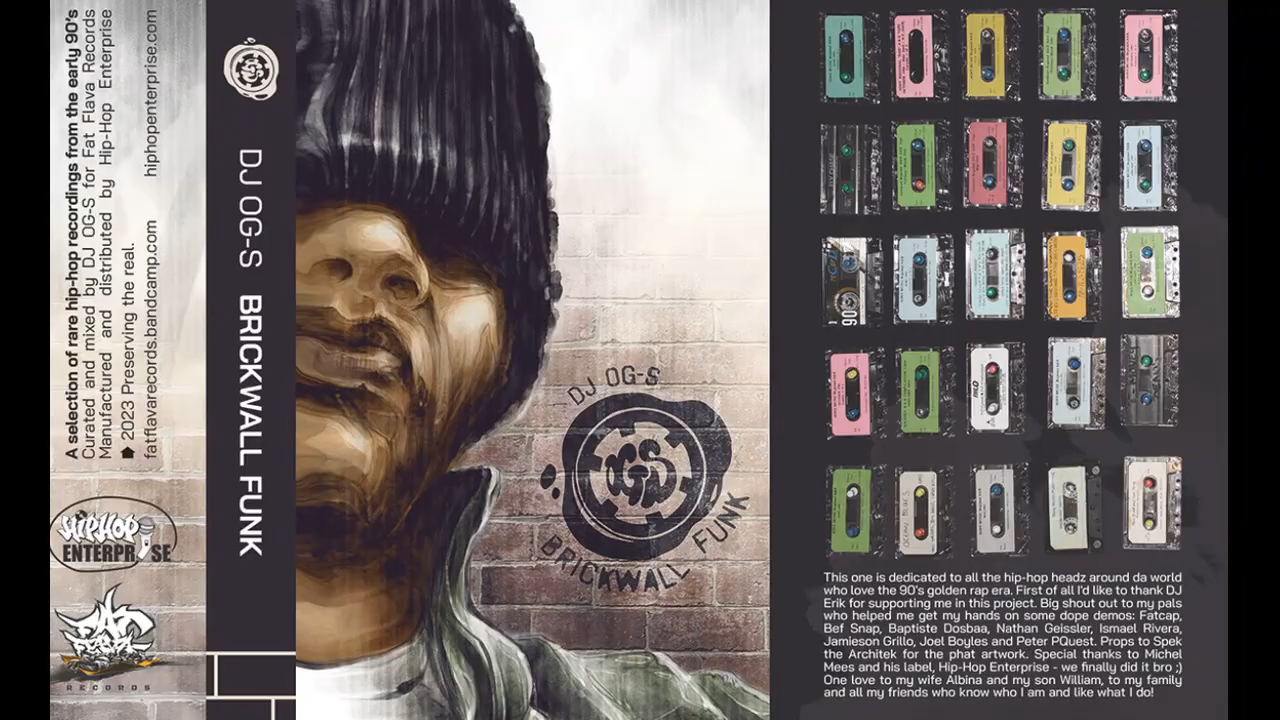 A selection of rare hip-hop recordings from the early 90's
Curated and mixed by DJ OG-S for Fat Flava Records
Manufactured and distributed by Hip-Hop Enterprise
2023 Preserving the real.
fatflavarecords.bandcamp.com hiphopenterprise.com
HIPHOP
ENTERPRISE
FAT
FLAVA
RECORDS
OGS
DJ OG-S BRICKWALL FUNK
DJ OG-S
OGS
BRICKWALL FUNK
This one is dedicated to all the hip-hop headz around da world
who love the 90's golden rap era. First of all I'd like to thank DJ
Erik for supporting me in this project. Big shout out to my pals
who helped me get my hands on some dope demos: Fatcap,
Bef Snap, Baptiste Dosbaa, Nathan Geissler, Ismael Rivera,
Jamieson Grillo, Joel Boyles and Peter PQuest. Props to Spek
the Architek for the phat artwork. Special thanks to Michel
Mees and his label, Hip-Hop Enterprise - we finally did it bro ;)
One love to my wife Albina and my son William, to my family
and all my friends who know who I am and like what I do!